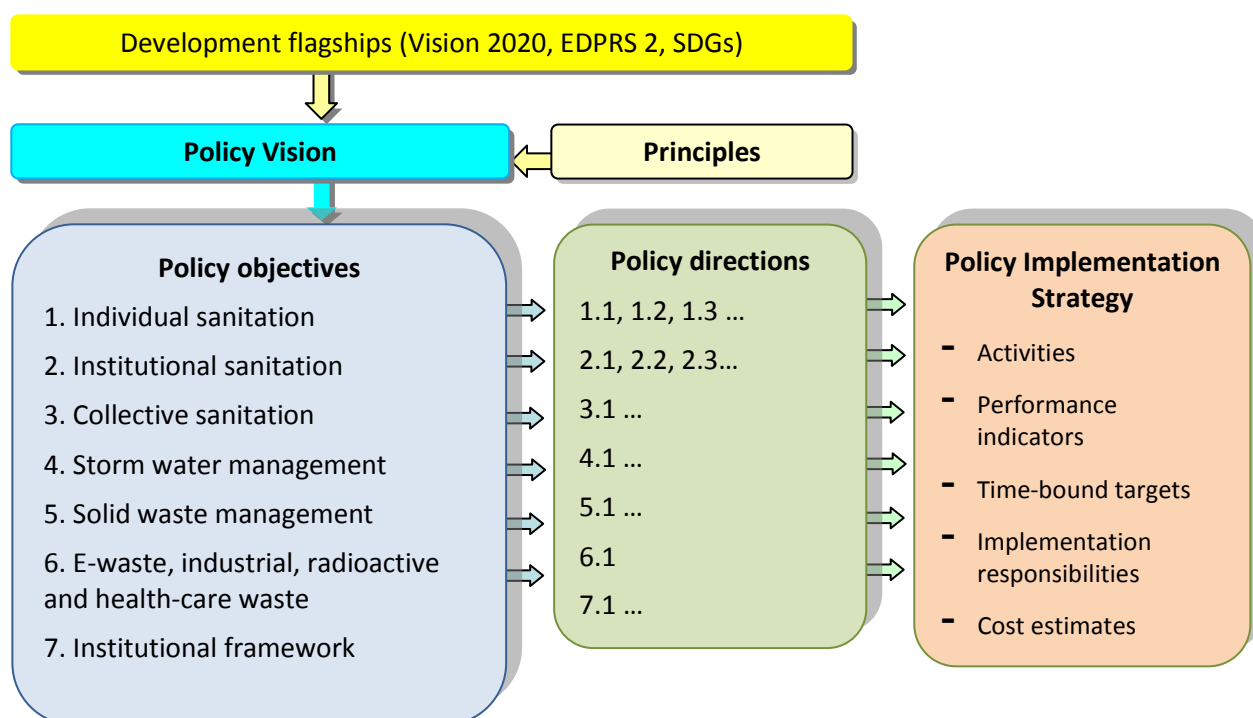 Development flagships (Vision 2020, EDPRS 2, SDGs)
Policy Vision
Principles
Policy objectives
1. Individual sanitation
2. Institutional sanitation
3. Collective sanitation
4. Storm water management
5. Solid waste management
6. E-waste, industrial, radioactive
and health-care waste
7. Institutional framework
Policy directions
1.1, 1.2, 1.3 ...
2.1, 2.2, 2.3...
3.1 ...
4.1 ...
5.1 ...
6.1
7.1 ...
Policy Implementation
Strategy
- Activities
- Performance
indicators
- Time-bound targets
- Implementation
responsibilities
- Cost estimates